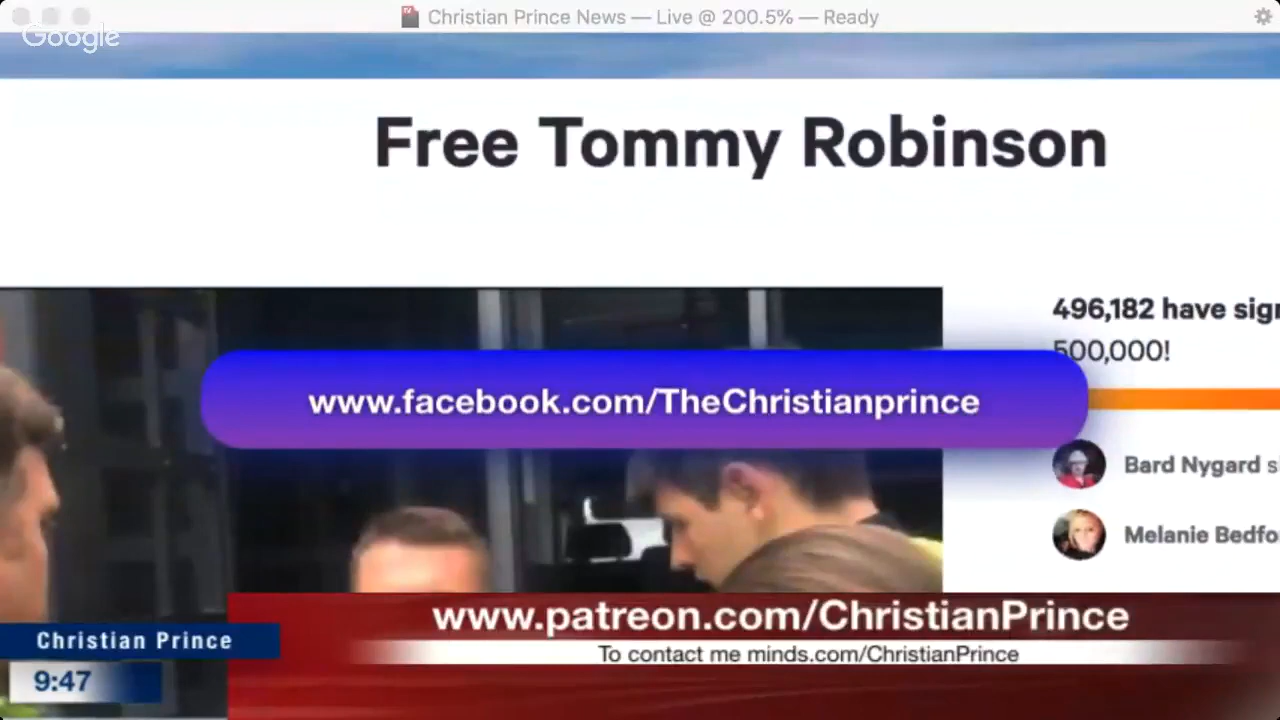 Christian Prince News — Live @ 200.5% — Ready
Google
Free Tommy Robinson
496,182 have sig
500,000!
www.facebook.com/TheChristianprince
Bard Nygard s
Melanie Bedfo
www.patreon.com/ChristianPrince
Christian Prince
To contact me minds.com/ChristianPrince
9:47